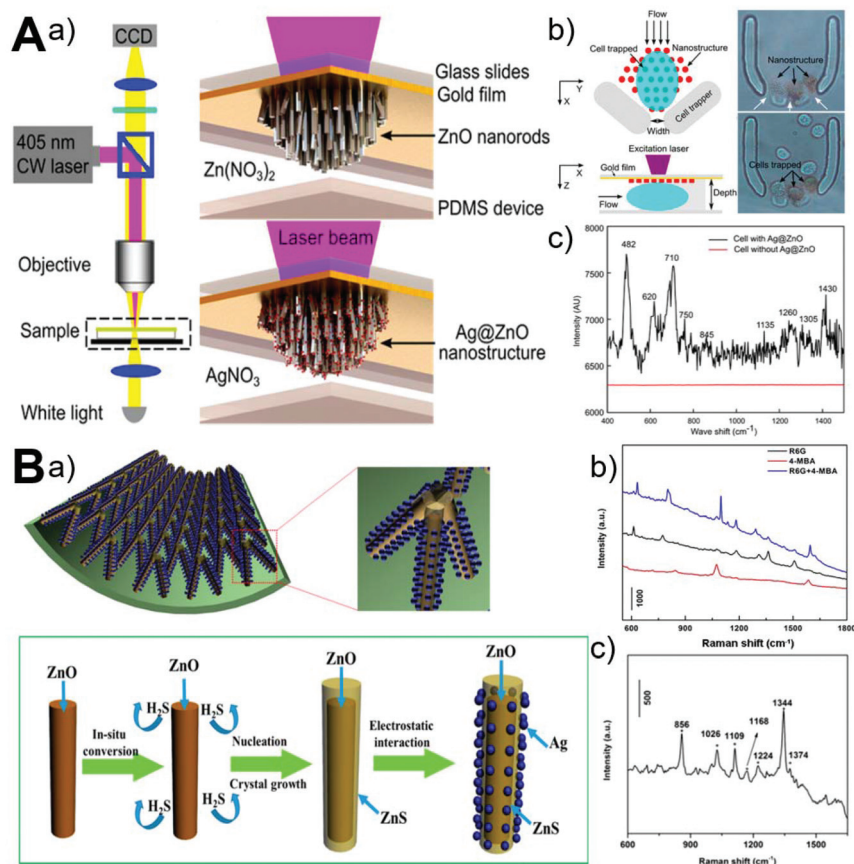 A
a)
CCD
405 nm
CW laser
Objective
Sample
White light
Glass slides
Gold film
ZnO nanorods
Zn(NO3)2
PDMS device
Laser beam
Ag@ZnO
nanostructure
AgNO3
b)
Flow
Cell trapped
Nanostructure
Y
X
Cell trapper
Width
Excitation laser
Gold film
X
Z
Depth
Flow
Nanostructure
Cells trapped
c)
Cell with Ag@ZnO
Cell without Ag@ZnO
482
710
620
750
845
1135
1260
1305
1430
8000
7500
7000
6500
6000
Intensity (AU)
400 600 800 1000 1200 1400
Wave shift (cm-1)
B
a)
ZnO
In-situ
conversion
ZnO
H2S
H2S
H2S
H2S
Nucleation
Crystal growth
ZnO
ZnS
Electrostatic
interaction
ZnO
Ag
ZnS
b)
R6G
4-MBA
R6G+4-MBA
Intensity (a.u.)
1000
600 900 1200 1500 1800
Raman shift (cm-1)
c)
500
856
1026
1109
1168
1224
1344
1374
Intensity (a.u.)
600 750 900 1050 1200 1350 1500 1650
Raman shift (cm-1)